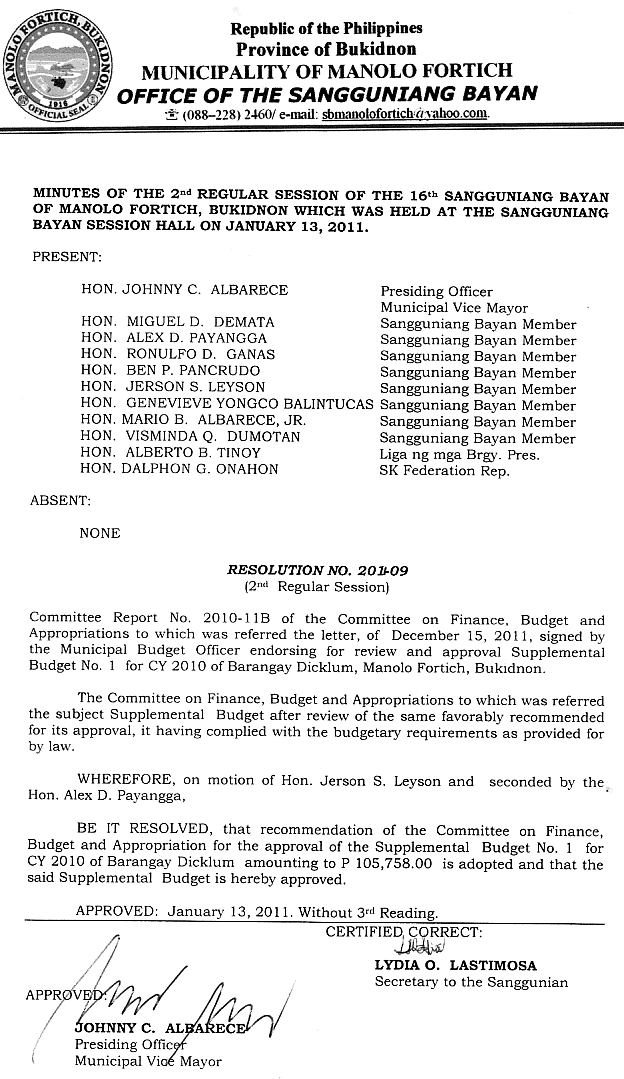 MANOLO FORTICH, BUKIDNON
1916
OFFICIAL SEAL
Republic of the Philippines
Province of Bukidnon
MUNICIPALITY OF MANOLO FORTICH
OFFICE OF THE SANGGUNIANG BAYAN
☏ (088–228) 2460/ e-mail: sbmanolofortich@yahoo.com.
MINUTES OF THE 2nd REGULAR SESSION OF THE 16th SANGGUNIANG BAYAN
OF MANOLO FORTICH, BUKIDNON WHICH WAS HELD AT THE SANGGUNIANG
BAYAN SESSION HALL ON JANUARY 13, 2011.
PRESENT:
HON. JOHNNY C. ALBARECE Presiding Officer
Municipal Vice Mayor
HON. MIGUEL D. DEMATA Sangguniang Bayan Member
HON. ALEX D. PAYANGGA Sangguniang Bayan Member
HON. RONULFO D. GANAS Sangguniang Bayan Member
HON. BEN P. PANCRUDO Sangguniang Bayan Member
HON. JERSON S. LEYSON Sangguniang Bayan Member
HON. GENEVIEVE YONGCO BALINTUCAS Sangguniang Bayan Member
HON. MARIO B. ALBARECE, JR. Sangguniang Bayan Member
HON. VISMINDA Q. DUMOTAN Sangguniang Bayan Member
HON. ALBERTO B. TINOY Liga ng mga Brgy. Pres.
HON. DALPHON G. ONAHON SK Federation Rep.
ABSENT:
NONE
RESOLUTION NO. 2011-09
(2nd Regular Session)
Committee Report No. 2010-11B of the Committee on Finance, Budget and
Appropriations to which was referred the letter, of December 15, 2011, signed by
the Municipal Budget Officer endorsing for review and approval Supplemental
Budget No. 1 for CY 2010 of Barangay Dicklum, Manolo Fortich, Bukidnon.
The Committee on Finance, Budget and Appropriations to which was referred
the subject Supplemental Budget after review of the same favorably recommended
for its approval, it having complied with the budgetary requirements as provided for
by law.
WHEREFORE, on motion of Hon. Jerson S. Leyson and seconded by the
Hon. Alex D. Payangga,
BE IT RESOLVED, that recommendation of the Committee on Finance,
Budget and Appropriation for the approval of the Supplemental Budget No. 1 for
CY 2010 of Barangay Dicklum amounting to P 105,758.00 is adopted and that the
said Supplemental Budget is hereby approved.
APPROVED: January 13, 2011. Without 3rd Reading.
CERTIFIED CORRECT:
LYDIA O. LASTIMOSA
Secretary to the Sanggunian
APPROVED:
JOHNNY C. ALBARECE
Presiding Officer
Municipal Vice Mayor